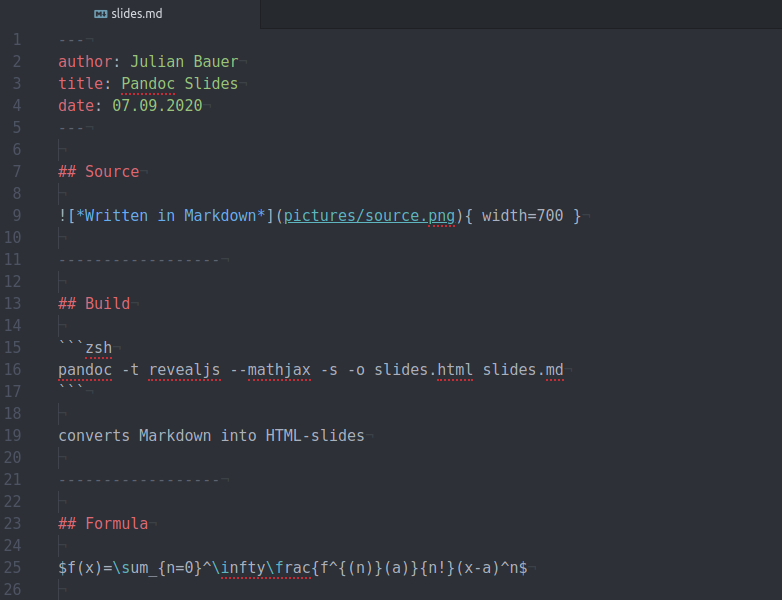 slides.md
1 ---
2 author: Julian Bauer
3 title: Pandoc Slides
4 date: 07.09.2020
5 ---
6
7 ## Source
8
9 ![*Written in Markdown*](pictures/source.png){ width=700 }
10
11 ------------------
12
13 ## Build
14
15 ```zsh
16 pandoc -t revealjs --mathjax -s -o slides.html slides.md
17 ```
18
19 converts Markdown into HTML-slides
20
21 ------------------
22
23 ## Formula
24
25 $f(x)=\sum_{n=0}^\infty\frac{f^{(n)}(a)}{n!}(x-a)^n$
26